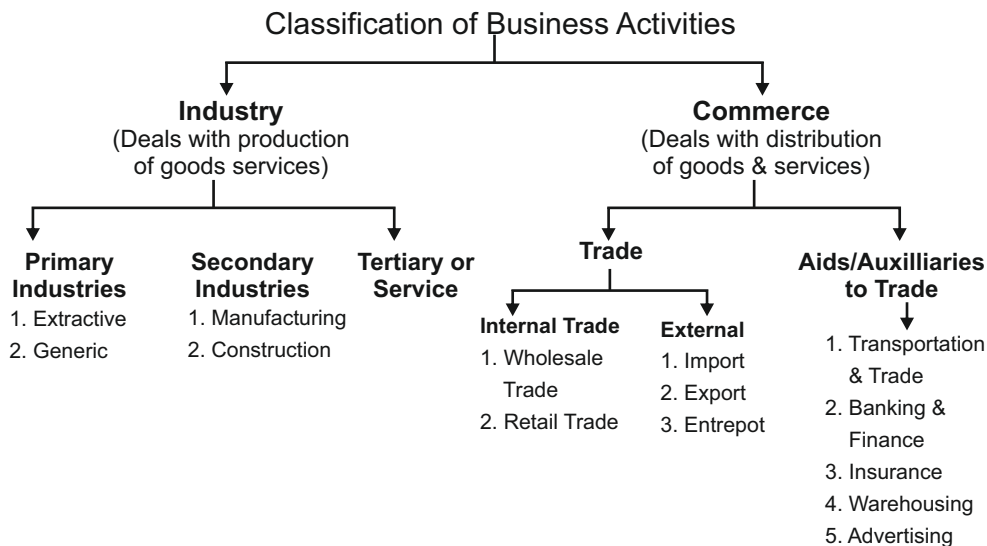 Classification of Business Activities
Industry
(Deals with production
of goods services)
Commerce
(Deals with distribution
of goods & services)
Primary
Industries
1. Extractive
2. Generic
Secondary
Industries
1. Manufacturing
2. Construction
Tertiary or
Service
Trade
Internal Trade
1. Wholesale
Trade
2. Retail Trade
External
1. Import
2. Export
3. Entrepot
Aids/Auxilliaries
to Trade
1. Transportation
& Trade
2. Banking &
Finance
3. Insurance
4. Warehousing
5. Advertising